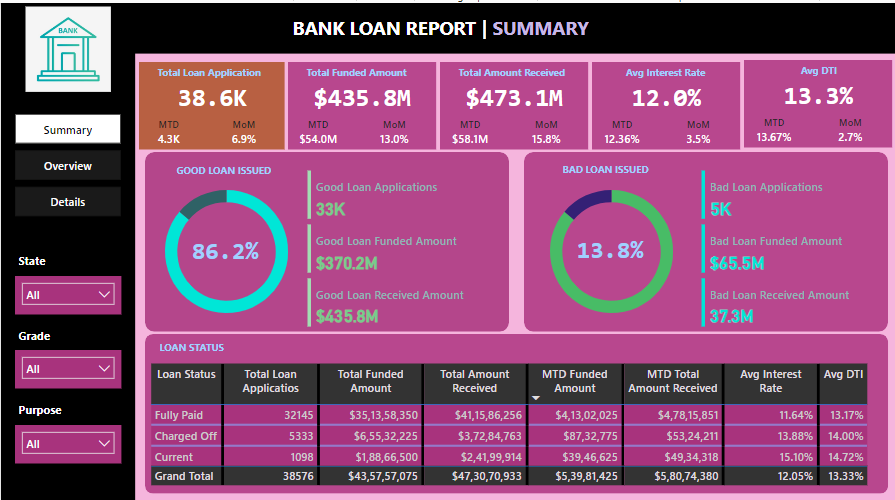 BANK LOAN REPORT | SUMMARY
BANK
Summary
Overview
Details
State
All
Grade
All
Purpose
All
Total Loan Application
38.6K
MTD MoM
4.3K 6.9%
Total Funded Amount
$435.8M
MTD MoM
$54.0M 13.0%
Total Amount Received
$473.1M
MTD MoM
$58.1M 15.8%
Avg Interest Rate
12.0%
MTD MoM
12.36% 3.5%
Avg DTI
13.3%
MTD MoM
13.67% 2.7%
GOOD LOAN ISSUED
86.2%
Good Loan Applications
33K
Good Loan Funded Amount
$370.2M
Good Loan Received Amount
$435.8M
BAD LOAN ISSUED
13.8%
Bad Loan Applications
5K
Bad Loan Funded Amount
$65.5M
Bad Loan Received Amount
37.3M
LOAN STATUS
Loan Status Total Loan Applicatios Total Funded Amount Total Amount Received MTD Funded Amount MTD Total Amount Received Avg Interest Rate Avg DTI
Fully Paid 32145 $35,13,58,350 $41,15,86,256 $4,13,02,025 $4,78,15,851 11.64% 13.17%
Charged Off 5333 $6,55,32,225 $3,72,84,763 $87,32,775 $53,24,211 13.88% 14.00%
Current 1098 $1,88,66,500 $2,41,99,914 $39,46,625 $49,34,318 15.10% 14.72%
Grand Total 38576 $43,57,57,075 $47,30,70,933 $5,39,81,425 $5,80,74,380 12.05% 13.33%